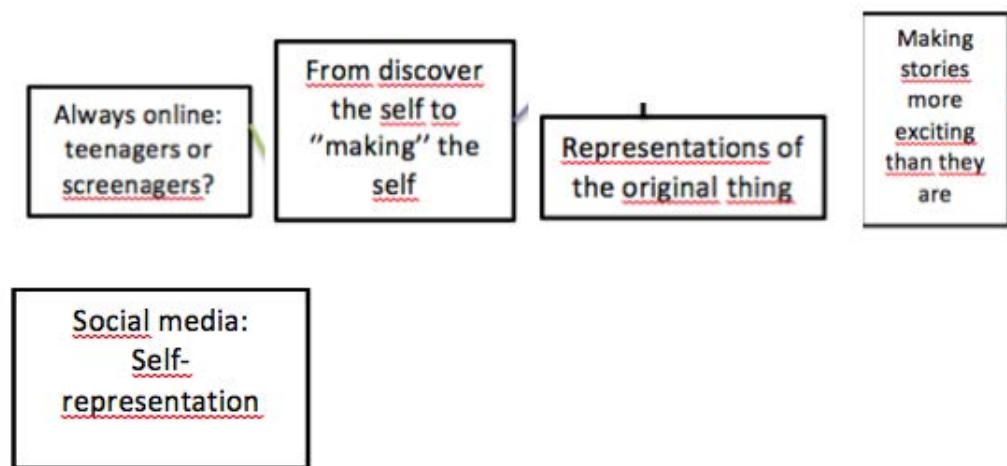 Always online:
teenagers or
screenagers?
From discover
the self to
”making” the
self
Representations of
the original thing
Making
stories
more
exciting
than they
are
Social media:
Self-
representation